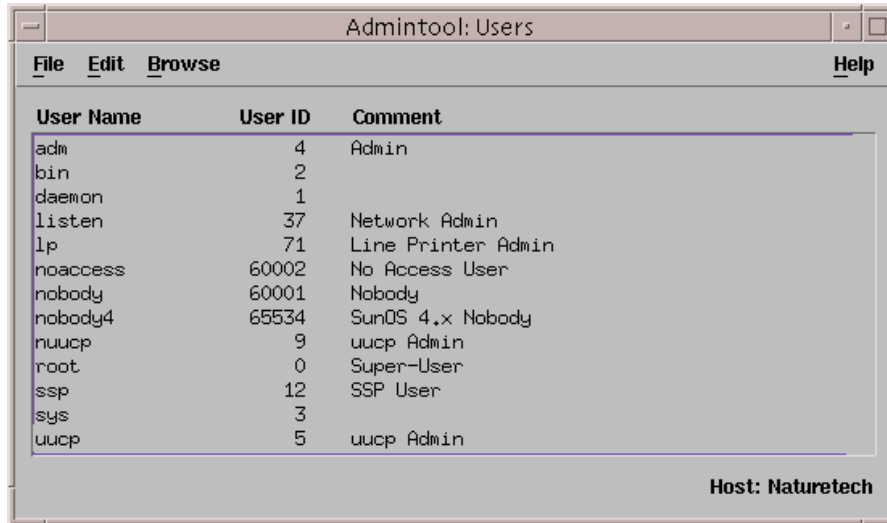 Admintool: Users
File Edit Browse Help
User Name User ID Comment
adm 4 Admin
bin 2
daemon 1
listen 37 Network Admin
lp 71 Line Printer Admin
noaccess 60002 No Access User
nobody 60001 Nobody
nobody4 65534 SunOS 4.x Nobody
nuucp 9 uucp Admin
root 0 Super-User
ssp 12 SSP User
sys 3
uucp 5 uucp Admin
Host: Naturetech